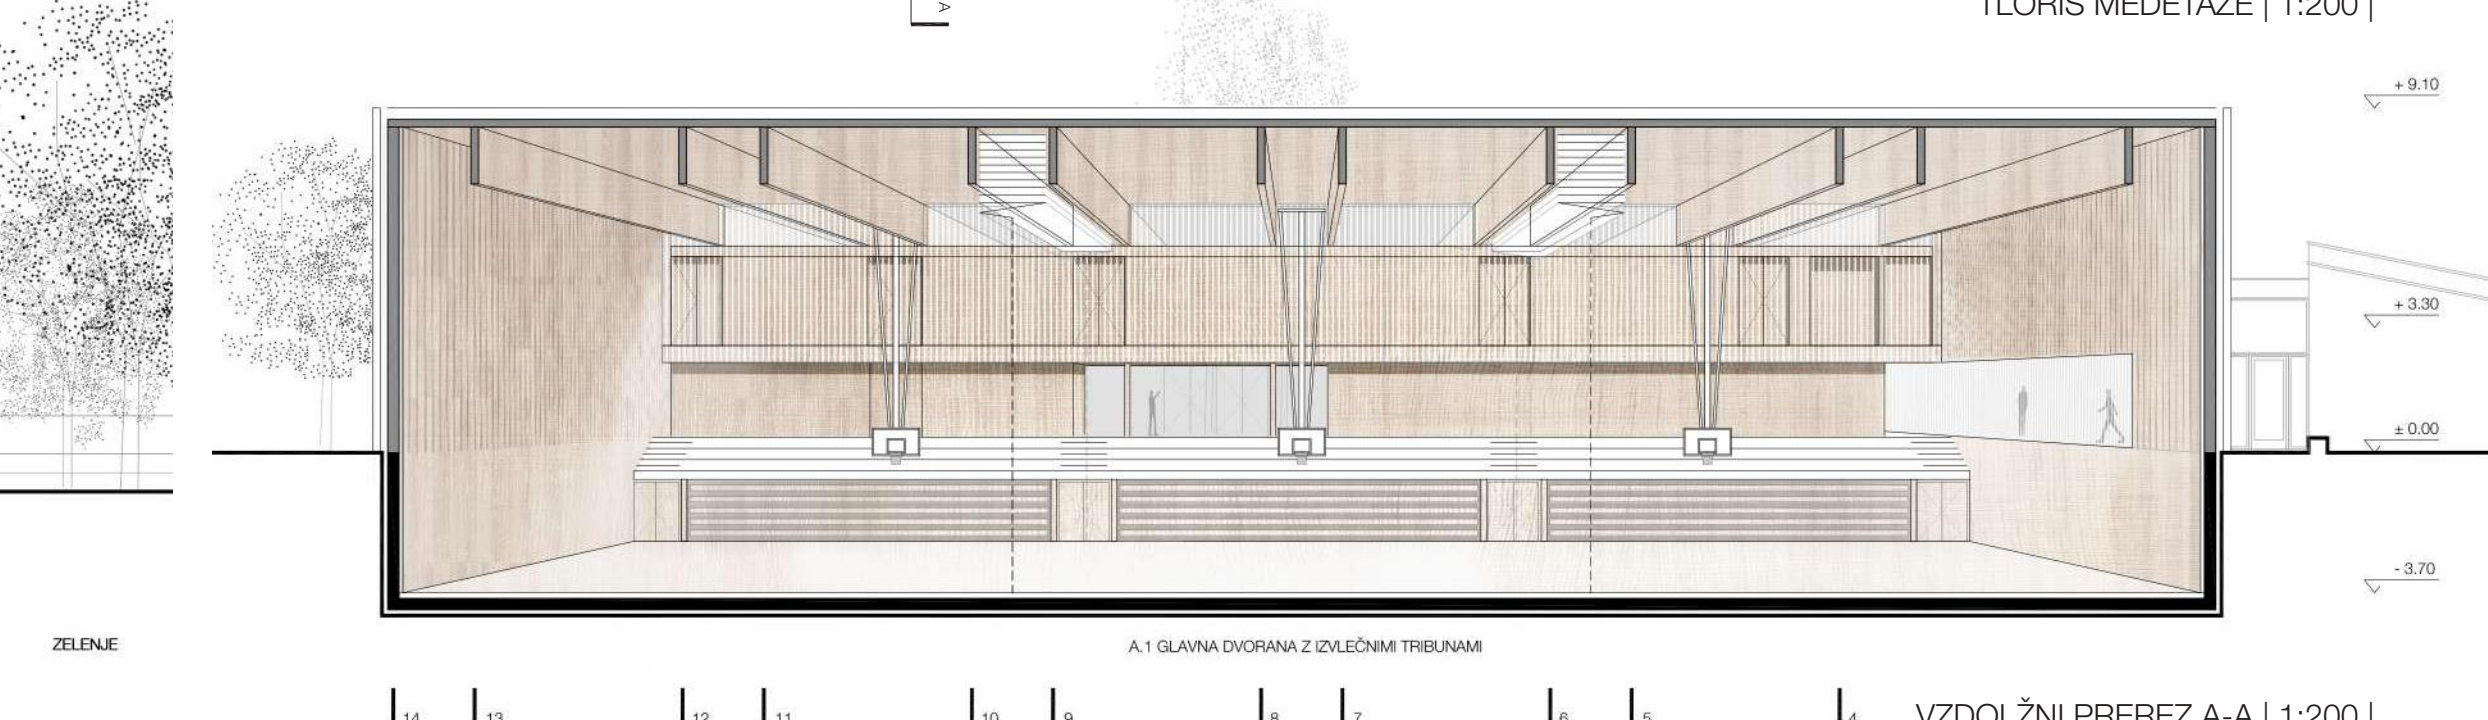 A
TLORIS MEDETAŽE | 1:200 |
+ 9.10
+ 3.30
± 0.00
- 3.70
ZELENJE
A.1 GLAVNA DVORANA Z IZVLEČNIMI TRIBUNAMI
14 13 12 11 10 9 8 7 6 5 4
VZDOLŽNI PREREZ A-A | 1:200 |